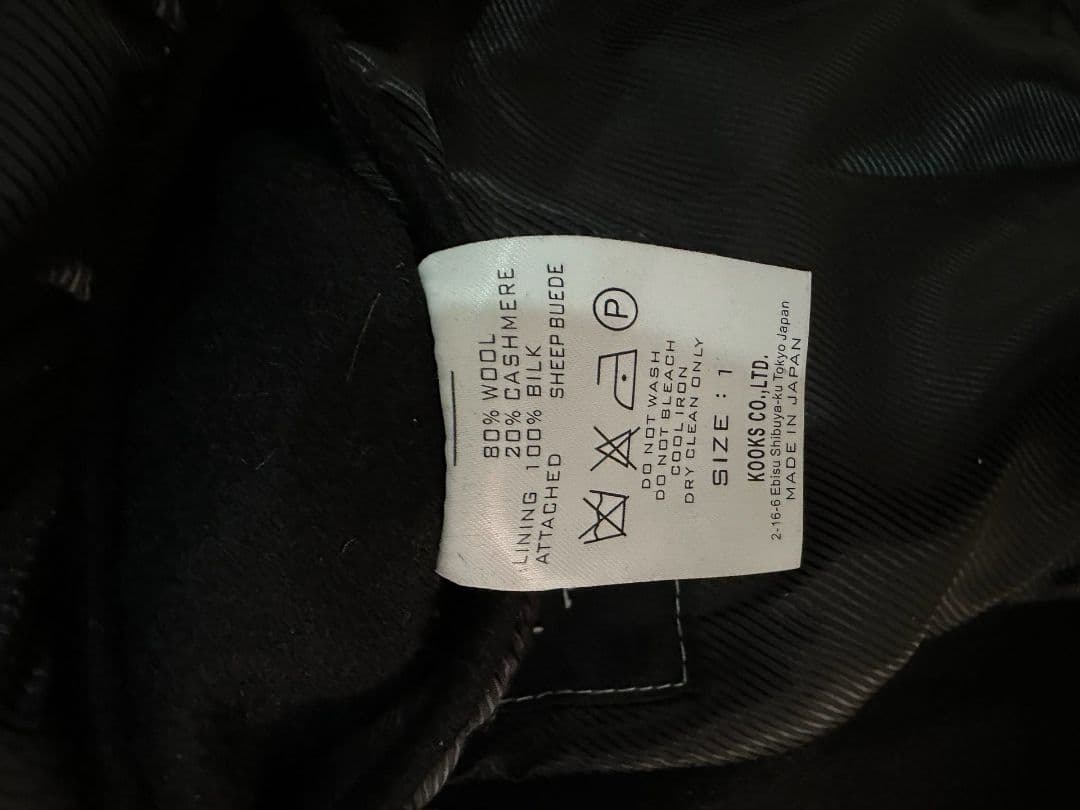 80% WOOL
20% CASHMERE
LINING 100% BILK
ATTACHED SHEEP BUEDE
P
DO NOT WASH
DO NOT BLEACH
COOL IRON
DRY CLEAN ONLY
SIZE : 1
KOOKS CO.,LTD.
2-16-6 Ebisu Shibuya-ku Tokyo Japan
MADE IN JAPAN